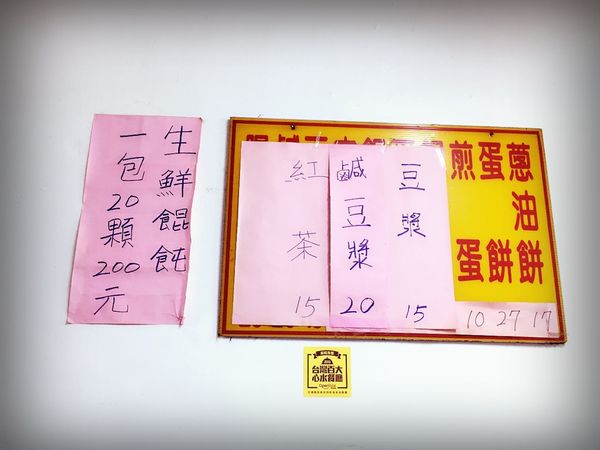 蔥油餅 17
蛋餅 27
煎蛋 10
豆漿 15
鹹豆漿 20
紅茶 15
生鮮餛飩
一包20顆200元
台灣百大
心水餐廳